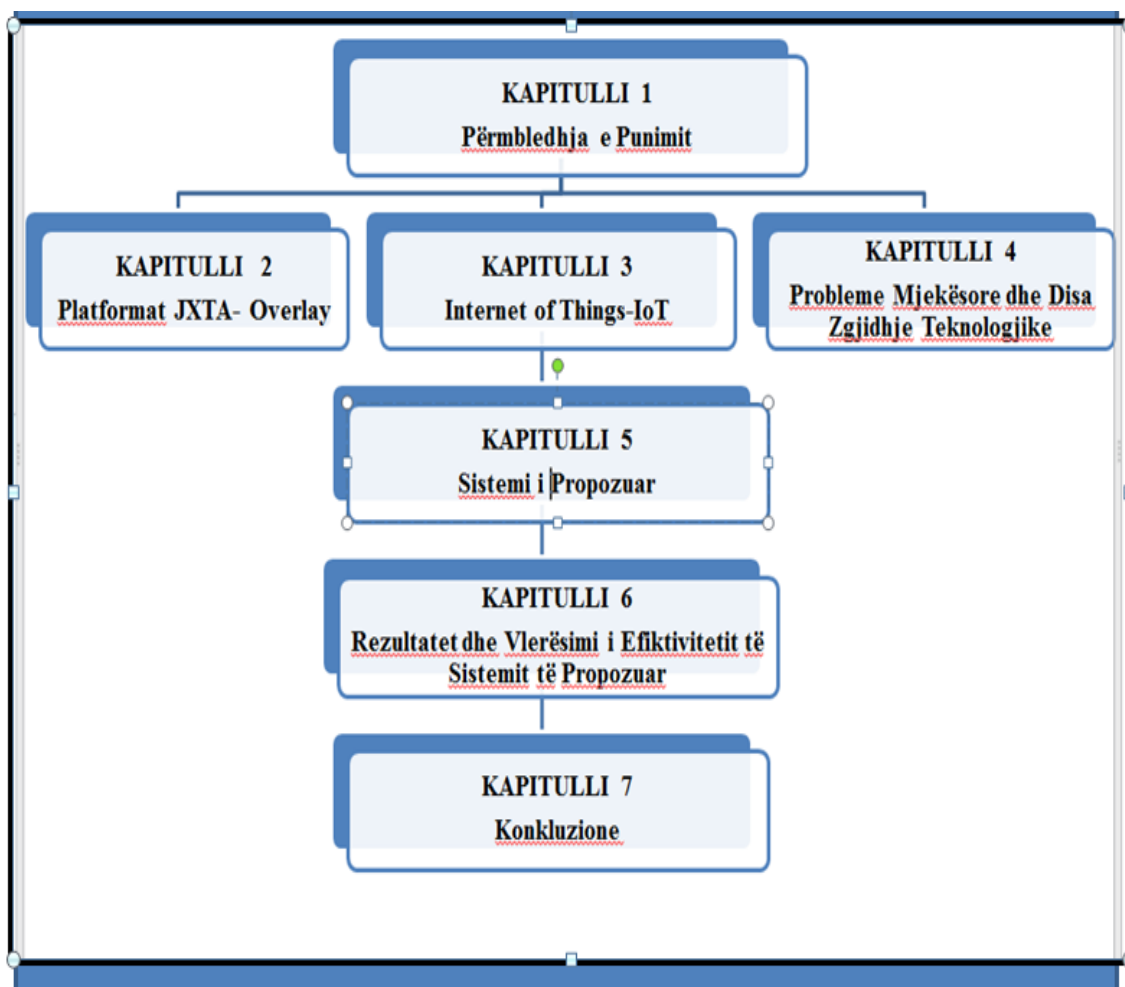 KAPITULLI 1
Përmbledhja e Punimit
KAPITULLI 2
Platformat JXTA- Overlay
KAPITULLI 3
Internet of Things-IoT
KAPITULLI 4
Probleme Mjekësore dhe Disa
Zgjidhje Teknologjike
KAPITULLI 5
Sistemi i Propozuar
KAPITULLI 6
Rezultatet dhe Vlerësimi i Efiktivitetit të
Sistemit të Propozuar
KAPITULLI 7
Konkluzione